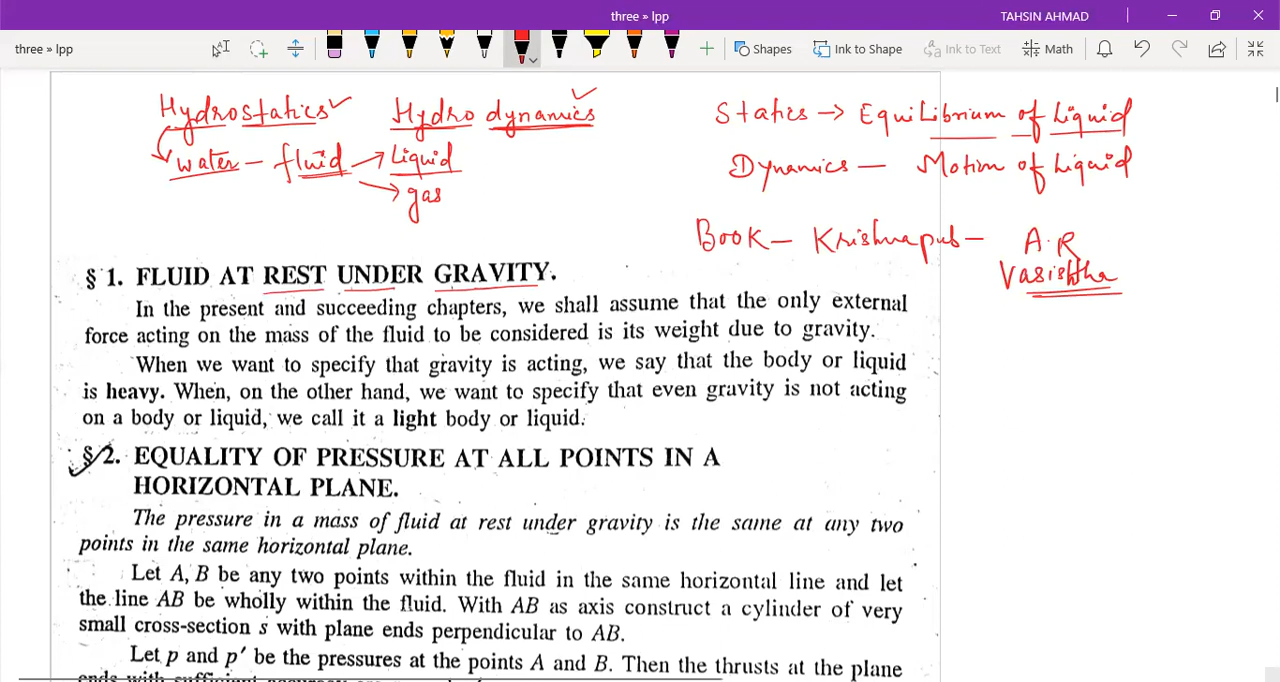 three » lpp
TAHSIN AHMAD
three » lpp
Shapes
Ink to Shape
Ink to Text
Math
Hydrostatics Hydro dynamics
water - fluid → Liquid
→ gas
Statics → EquiLibrium of Liquid
Dynamics — Motion of Liquid
Book — Krishna pub — A.R
Vasishtha
§ 1. FLUID AT REST UNDER GRAVITY.
In the present and succeeding chapters, we shall assume that the only external
force acting on the mass of the fluid to be considered is its weight due to gravity.
When we want to specify that gravity is acting, we say that the body or liquid
is heavy. When, on the other hand, we want to specify that even gravity is not acting
on a body or liquid, we call it a light body or liquid.
§ 2. EQUALITY OF PRESSURE AT ALL POINTS IN A
HORIZONTAL PLANE.
The pressure in a mass of fluid at rest under gravity is the same at any two
points in the same horizontal plane.
Let A, B be any two points within the fluid in the same horizontal line and let
the line AB be wholly within the fluid. With AB as axis construct a cylinder of very
small cross-section s with plane ends perpendicular to AB.
Let p and p′ be the pressures at the points A and B. Then the thrusts at the plane